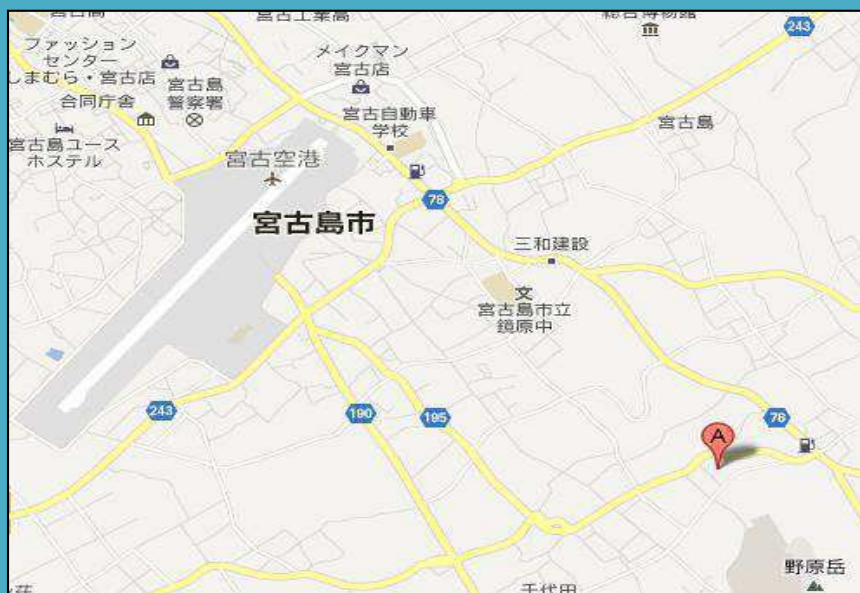 宮古高
宮古工業高
総合博物館
243
ファッション
センター
しまむら・宮古店
メイクマン
宮古店
合同庁舎
宮古島
警察署
宮古自動車
学校
宮古島
宮古島ユース
ホステル
宮古空港
78
宮古島市
三和建設
文
宮古島市立
鏡原中
243
190
195
78
A
野原岳
千代田
荘